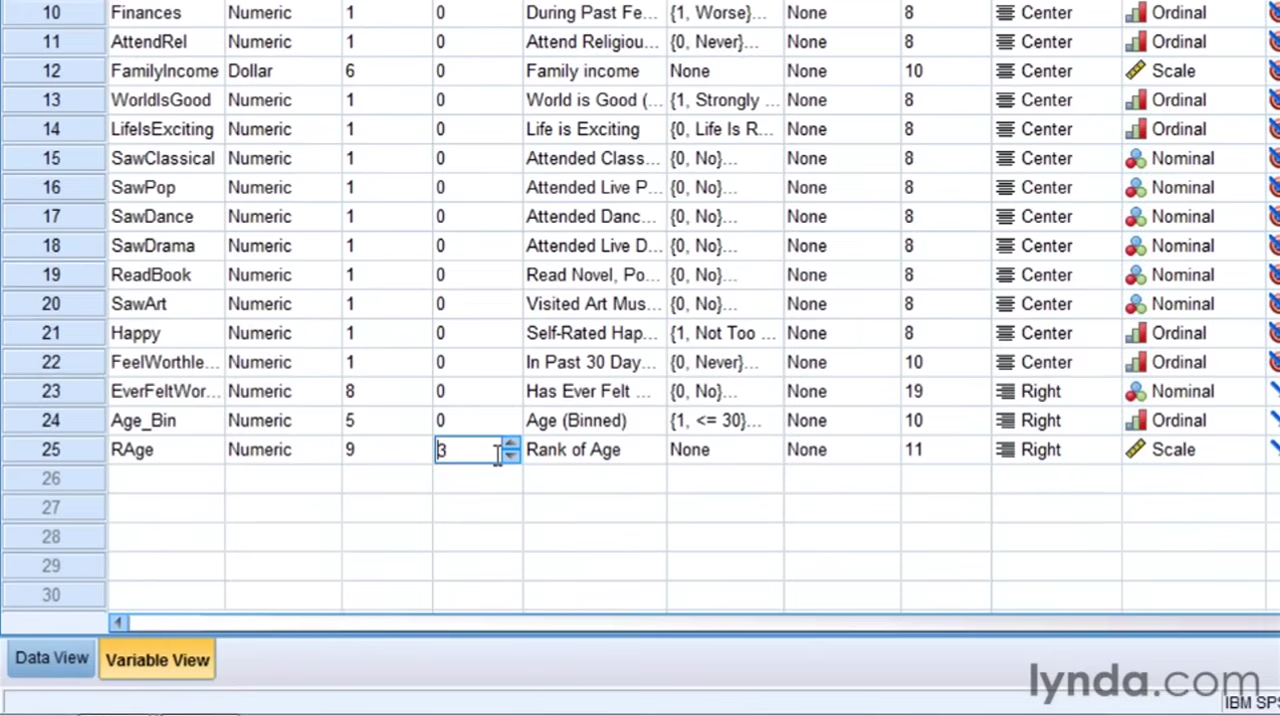 10 Finances Numeric 1 0 During Past Fe... {1, Worse}... None 8 Center Ordinal
11 AttendRel Numeric 1 0 Attend Religiou... {0, Never}... None 8 Center Ordinal
12 FamilyIncome Dollar 6 0 Family income None None 10 Center Scale
13 WorldIsGood Numeric 1 0 World is Good (... {1, Strongly ... None 8 Center Ordinal
14 LifeIsExciting Numeric 1 0 Life is Exciting {0, Life Is R... None 8 Center Ordinal
15 SawClassical Numeric 1 0 Attended Class... {0, No}... None 8 Center Nominal
16 SawPop Numeric 1 0 Attended Live P... {0, No}... None 8 Center Nominal
17 SawDance Numeric 1 0 Attended Danc... {0, No}... None 8 Center Nominal
18 SawDrama Numeric 1 0 Attended Live D... {0, No}... None 8 Center Nominal
19 ReadBook Numeric 1 0 Read Novel, Po... {0, No}... None 8 Center Nominal
20 SawArt Numeric 1 0 Visited Art Mus... {0, No}... None 8 Center Nominal
21 Happy Numeric 1 0 Self-Rated Hap... {1, Not Too ... None 8 Center Ordinal
22 FeelWorthle... Numeric 1 0 In Past 30 Day... {0, Never}... None 10 Center Ordinal
23 EverFeltWor... Numeric 8 0 Has Ever Felt ... {0, No}... None 19 Right Nominal
24 Age_Bin Numeric 5 0 Age (Binned) {1, <= 30}... None 10 Right Ordinal
25 RAge Numeric 9 3 Rank of Age None None 11 Right Scale
26
27
28
29
30
Data View Variable View
lynda.com
IBM SPS